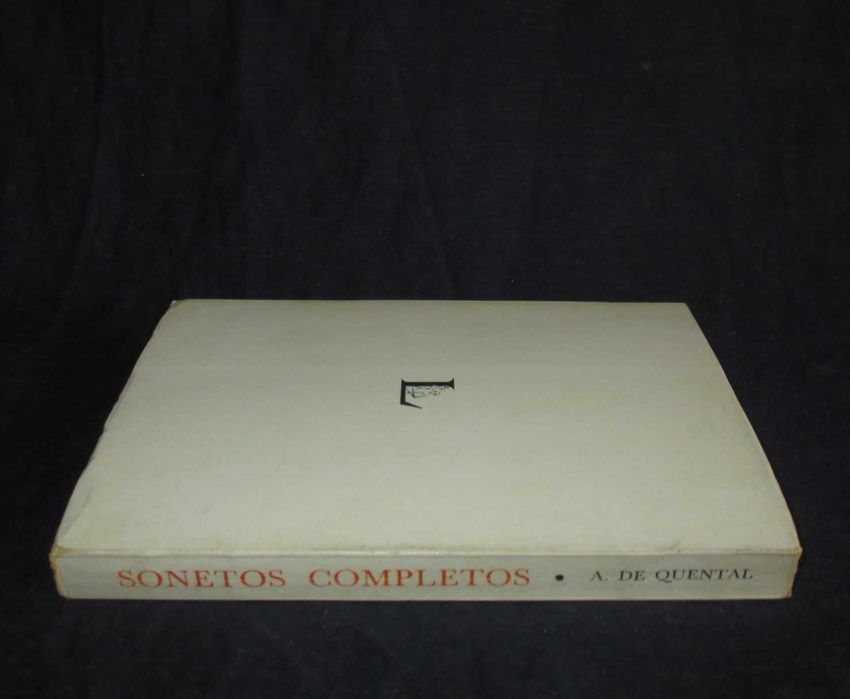 L
SONETOS COMPLETOS • A. DE QUENTAL